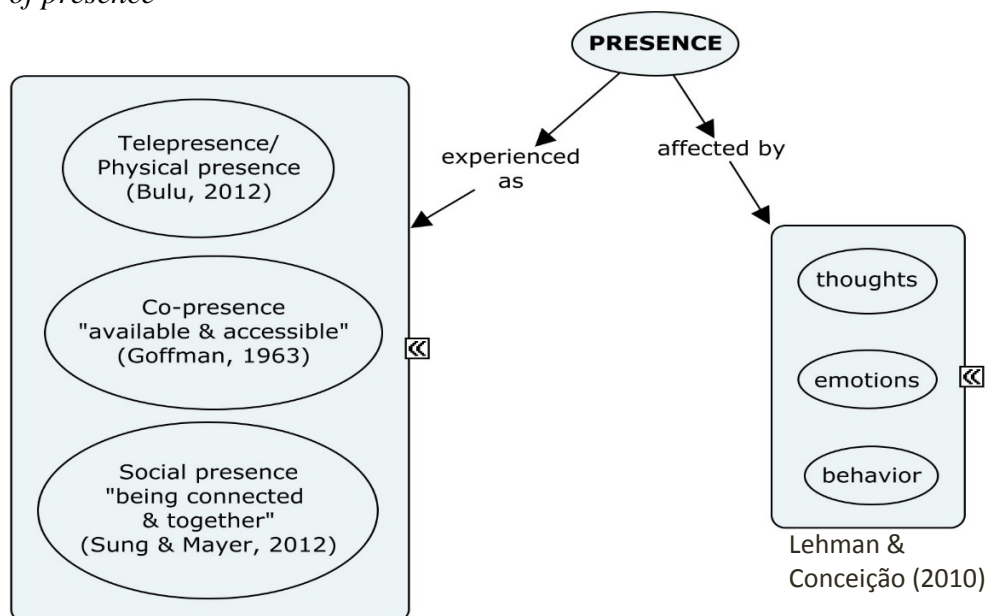 of presence
PRESENCE
experienced
as
affected by
Telepresence/
Physical presence
(Bulu, 2012)
Co-presence
"available & accessible"
(Goffman, 1963)
Social presence
"being connected
& together"
(Sung & Mayer, 2012)
thoughts
emotions
behavior
Lehman &
Conceição (2010)